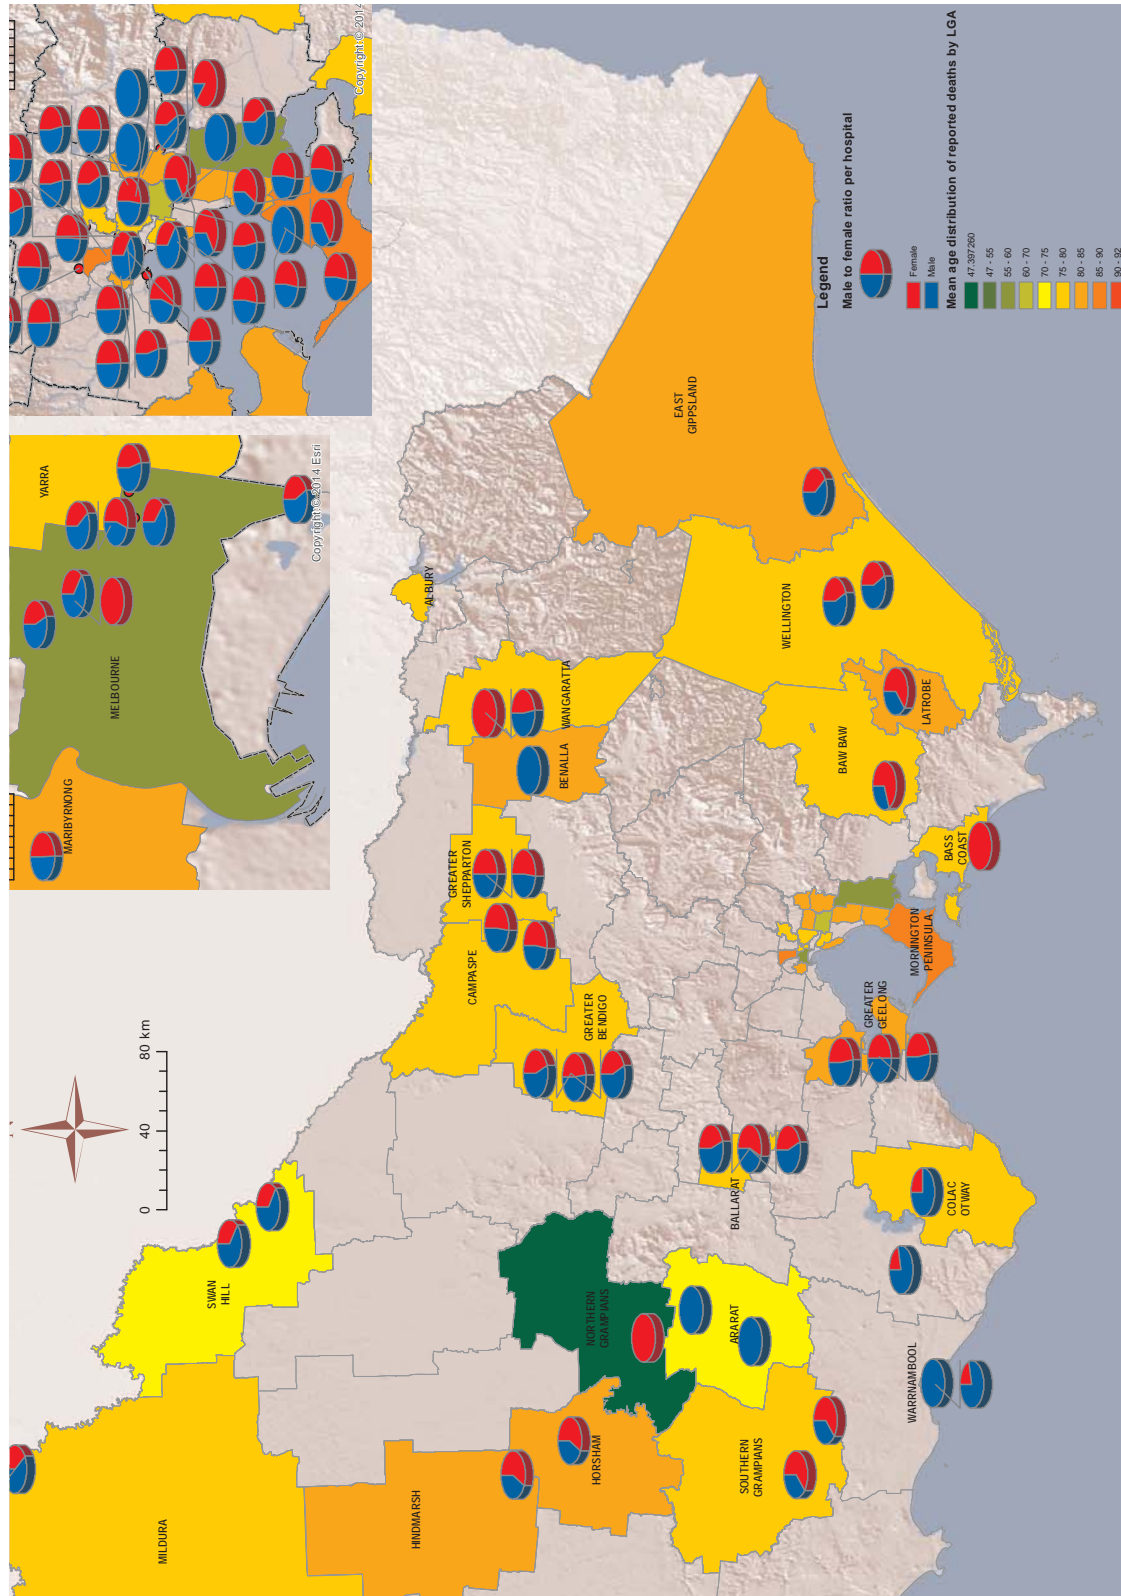 Copyright:© 2014
YARRA
MELBOURNE
MARIBYRNONG
Copyright:© 2014 Esri
0
40
80 km
ALBURY
WANGARATTA
BENALLA
GREATER
SHEPPARTON
CAMPASPE
GREATER
BENDIGO
EAST
GIPPSLAND
WELLINGTON
LATROBE
BAW BAW
BASS
COAST
MORNINGTON
PENINSULA
GREATER
GEELONG
BALLARAT
COLAC
OTWAY
SWAN
HILL
NORTHERN
GRAMPIANS
ARARAT
WARRNAMBOOL
SOUTHERN
GRAMPIANS
HORSHAM
HINDMARSH
MILDURA
Legend
Male to female ratio per hospital
Female
Male
Mean age distribution of reported deaths by LGA
47.397260
47 - 55
55 - 60
60 - 70
70 - 75
75 - 80
80 - 85
85 - 90
90 - 92